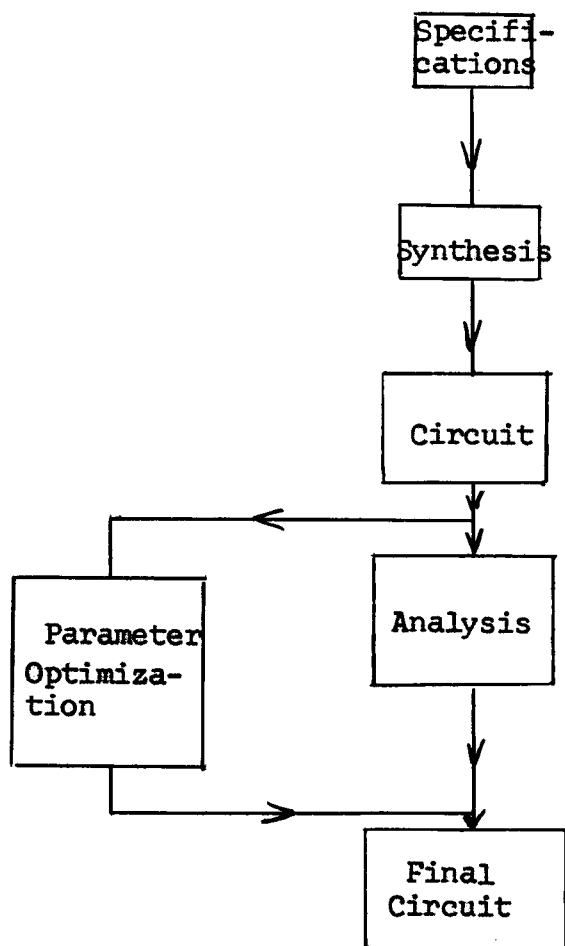 Specifi-
cations
Synthesis
Circuit
Analysis
Parameter
Optimiza-
tion
Final
Circuit